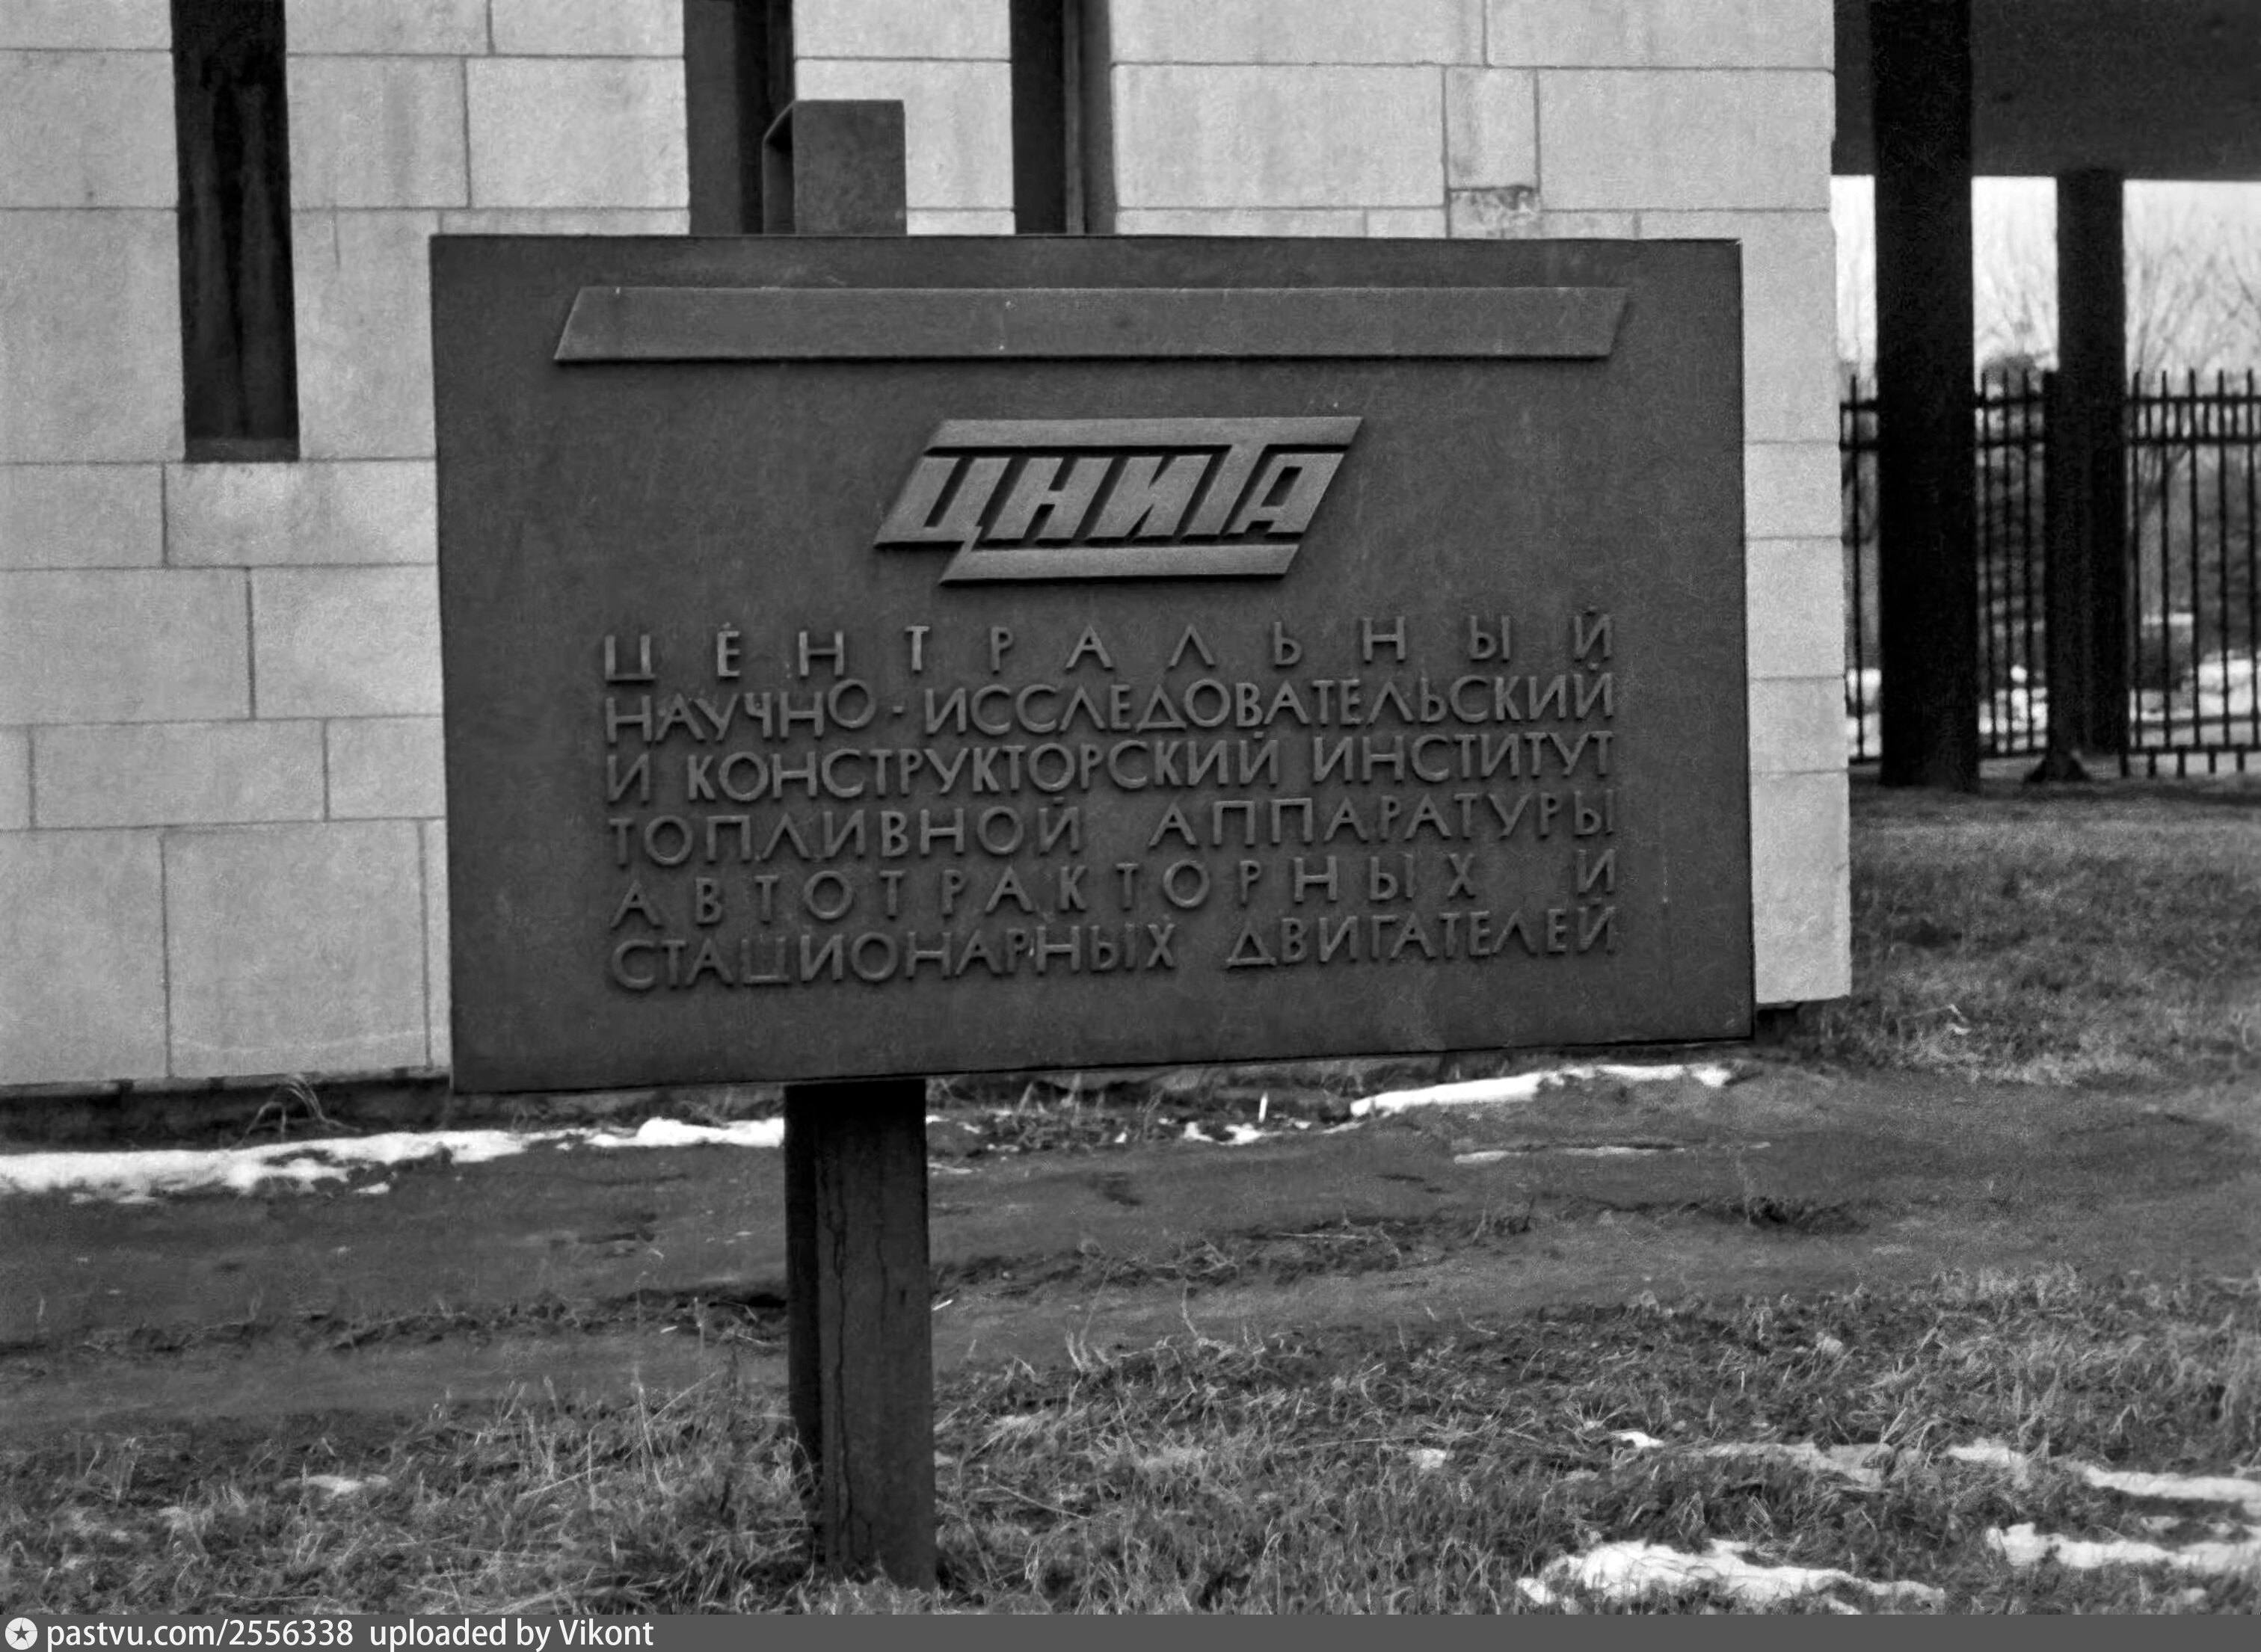 ЦНИТА
ЦЕНТРАЛЬНЫЙ
НАУЧНО-ИССЛЕДОВАТЕЛЬСКИЙ
И КОНСТРУКТОРСКИЙ ИНСТИТУТ
ТОПЛИВНОЙ АППАРАТУРЫ
АВТОТРАКТОРНЫХ И
СТАЦИОНАРНЫХ ДВИГАТЕЛЕЙ
pastvu.com/2556338 uploaded by Vikont